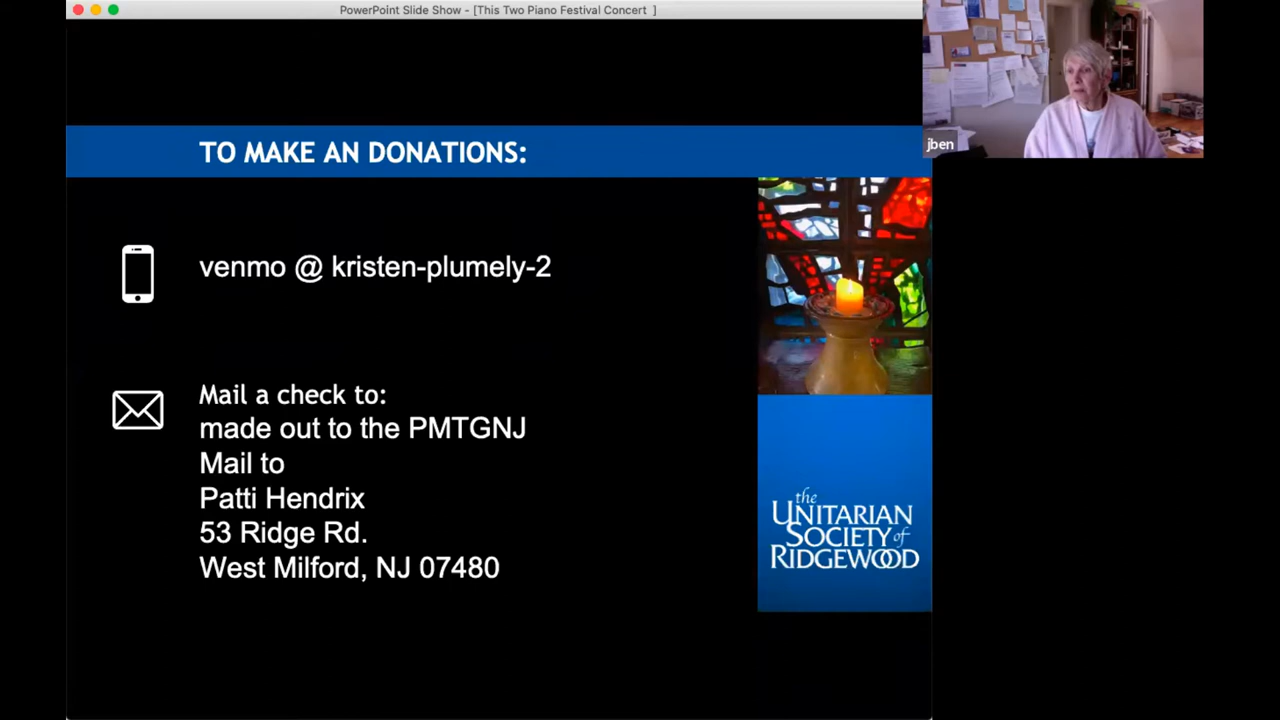 PowerPoint Slide Show - [This Two Piano Festival Concert ]
jben
TO MAKE AN DONATIONS:
venmo @ kristen-plumely-2
Mail a check to:
made out to the PMTGNJ
Mail to
Patti Hendrix
53 Ridge Rd.
West Milford, NJ 07480
the
UNITARIAN
SOCIETY of
RIDGEWOOD